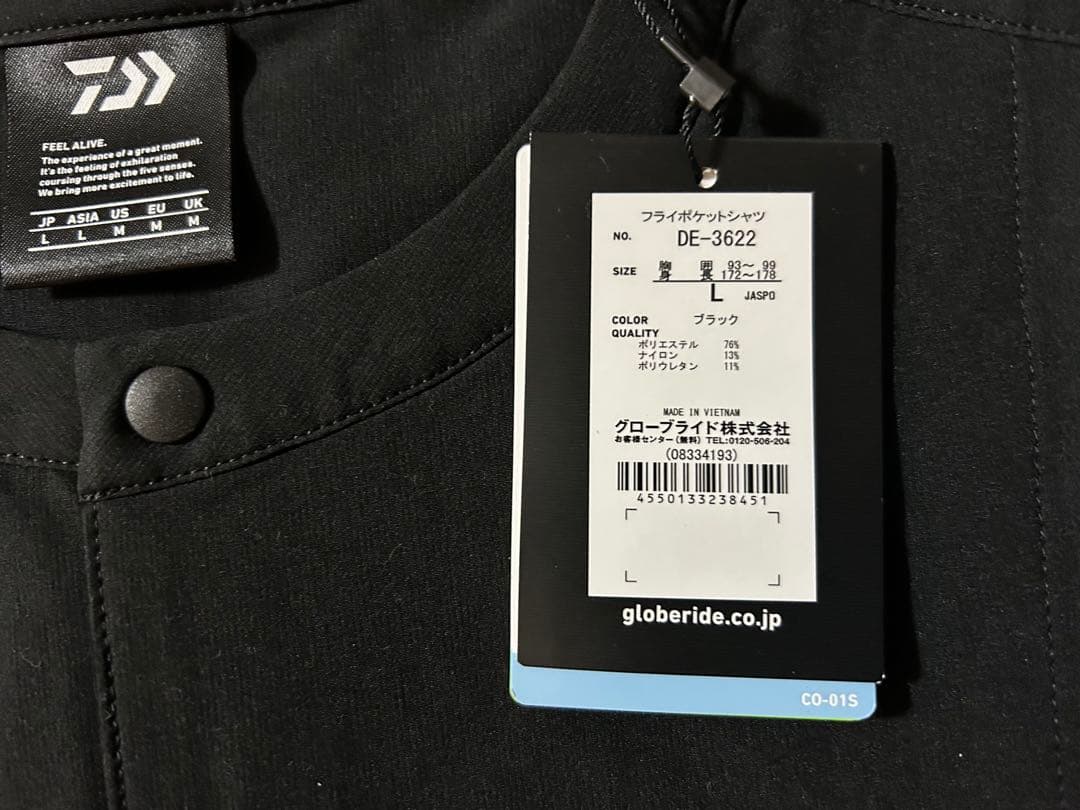 FEEL ALIVE.
The experience of a great moment.
It's the feeling of exhilaration
coursing through the five senses.
We bring more excitement to life.
JP ASIA US EU UK
L L M M M
フライポケットシャツ
NO. DE-3622
SIZE 胸 囲 93～ 99
身 長 172～178
L JASPO
COLOR ブラック
QUALITY
ポリエステル 76%
ナイロン 13%
ポリウレタン 11%
MADE IN VIETNAM
グローブライド株式会社
お客様センター(無料) TEL:0120-506-204
(08334193)
4550133238451
globeride.co.jp
CO-01S